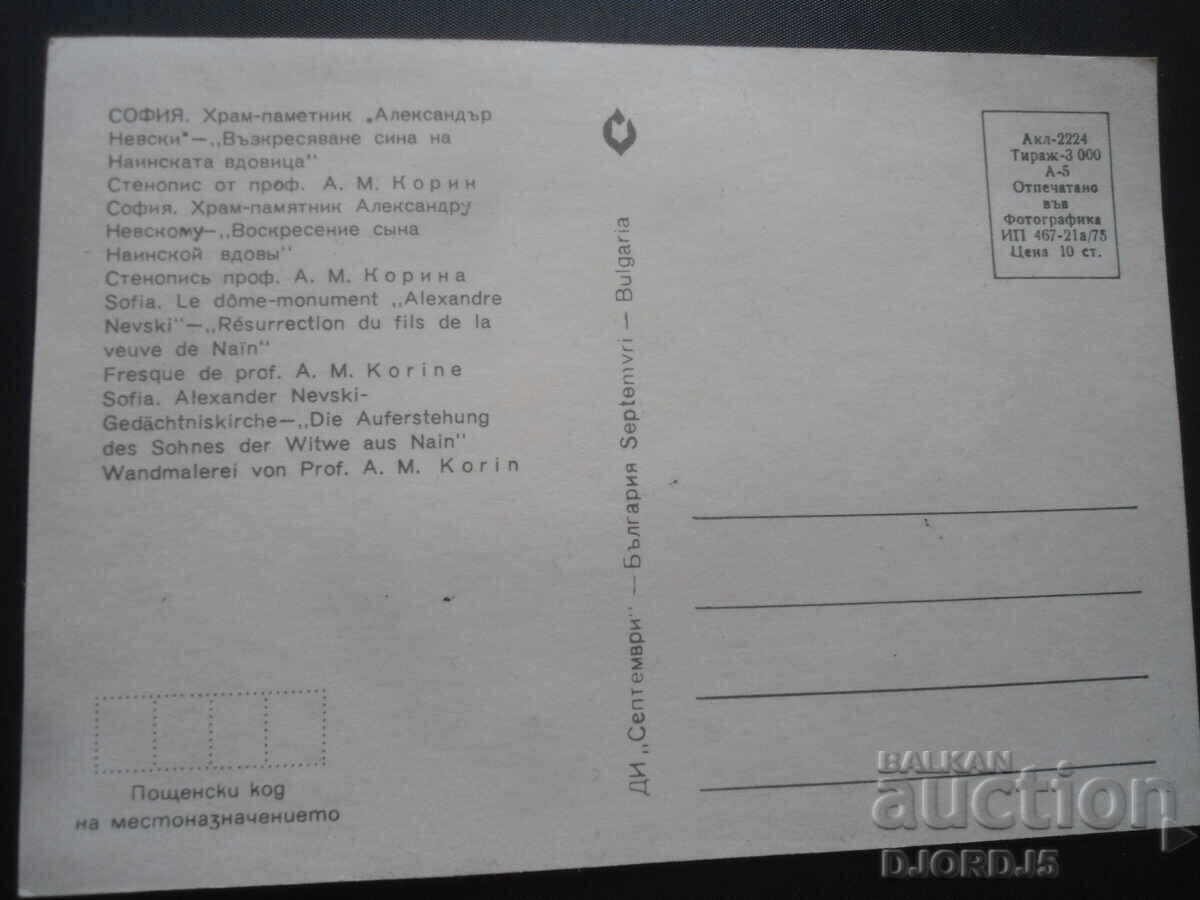 СОФИЯ. Храм-паметник „Александър
Невски"—„Възкресяване сина на
Наинската вдовица"
Стенопис от проф. А. М. Корин
София. Храм-памятник Александру
Невскому—„Воскресение сына
Наинской вдовы"
Стенопись проф. А. М. Корина
Sofia. Le dôme-monument „Alexandre
Nevski"—„Résurrection du fils de la
veuve de Naïn"
Fresque de prof. A. M. Korine
Sofia. Alexander Nevski-
Gedächtniskirche—„Die Auferstehung
des Sohnes der Witwe aus Nain"
Wandmalerei von Prof. A. M. Korin
Пощенски код
на местоназначението
ДИ „Септември" — България Septemvri — Bulgaria
Акл-2224
Тираж-3 000
А-5
Отпечатано
във
Фотографика
ИП 467-21а/75
Цена 10 ст.
BALKAN
auction
DJORDJ5